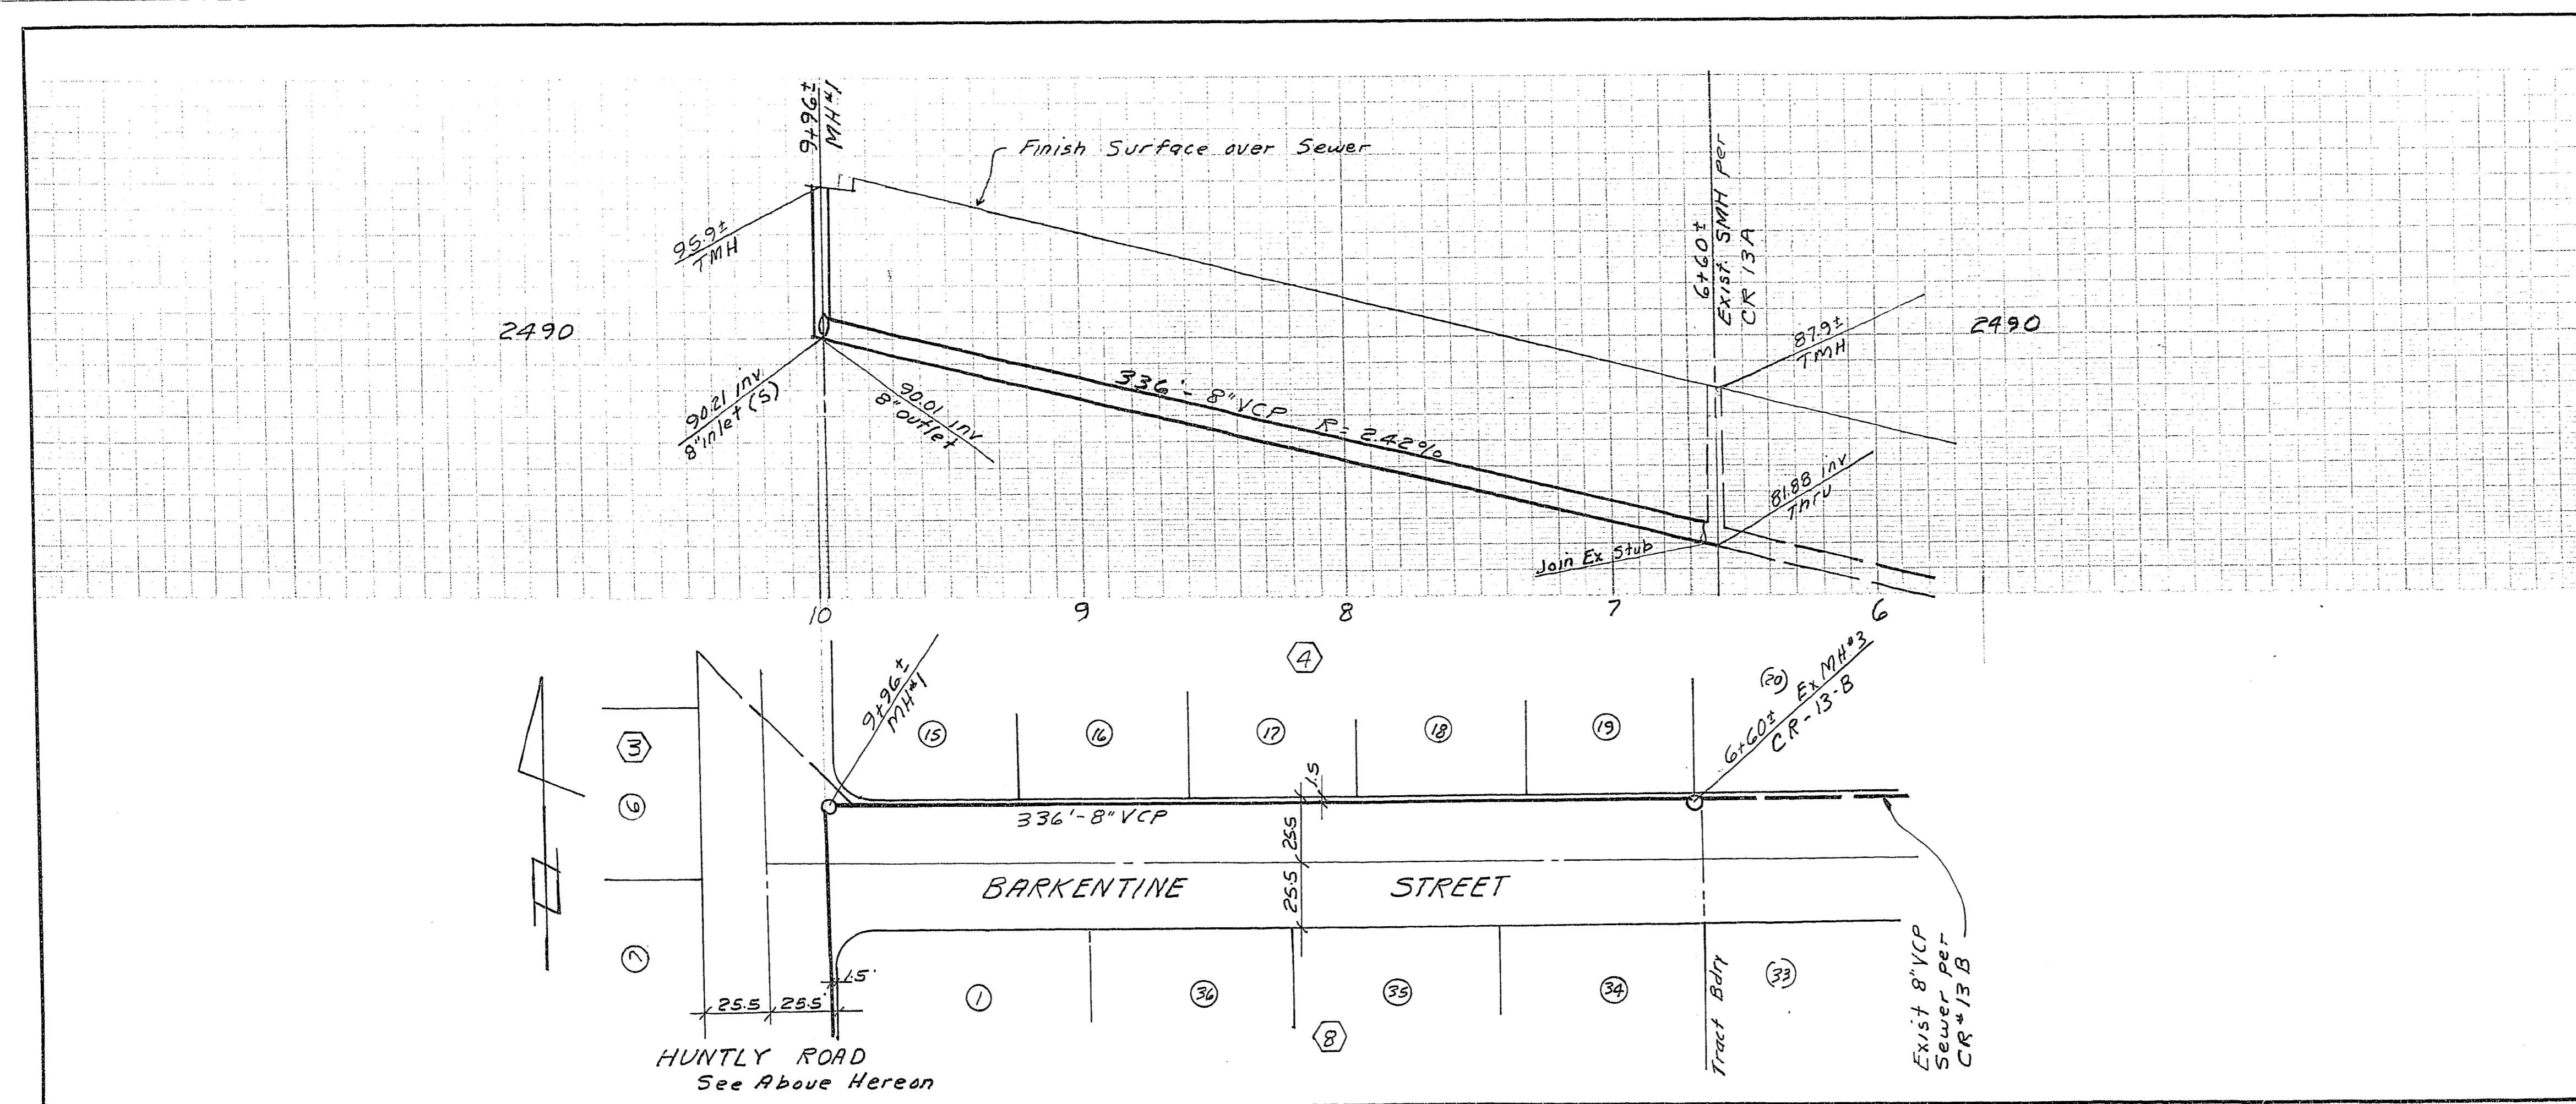 9+96±
MH#1
Finish Surface over Sewer
6+60±
Exist. SMH per
CR 13A
95.9±
TMH
2490
2490
87.9±
TMH
90.21 inv
8" inlet (S)
90.01 inv
8" outlet
336' - 8" VCP R= 2.42%
81.88 inv
Thru
Join Ex Stub
10 9 8 7 6
4
9+96±
MH#1
(20)
6+60± Ex MH#3
CR-13-B
3
15 16 17 18 19
6
1.5
336'-8" VCP
25.5
BARKENTINE STREET
25.5
7
1.5'
25.5 25.5'
1 36 35 34 (33)
8
Tract Bdry
Exist 8" VCP
Sewer per
CR#13 B
HUNTLY ROAD
See Above Hereon